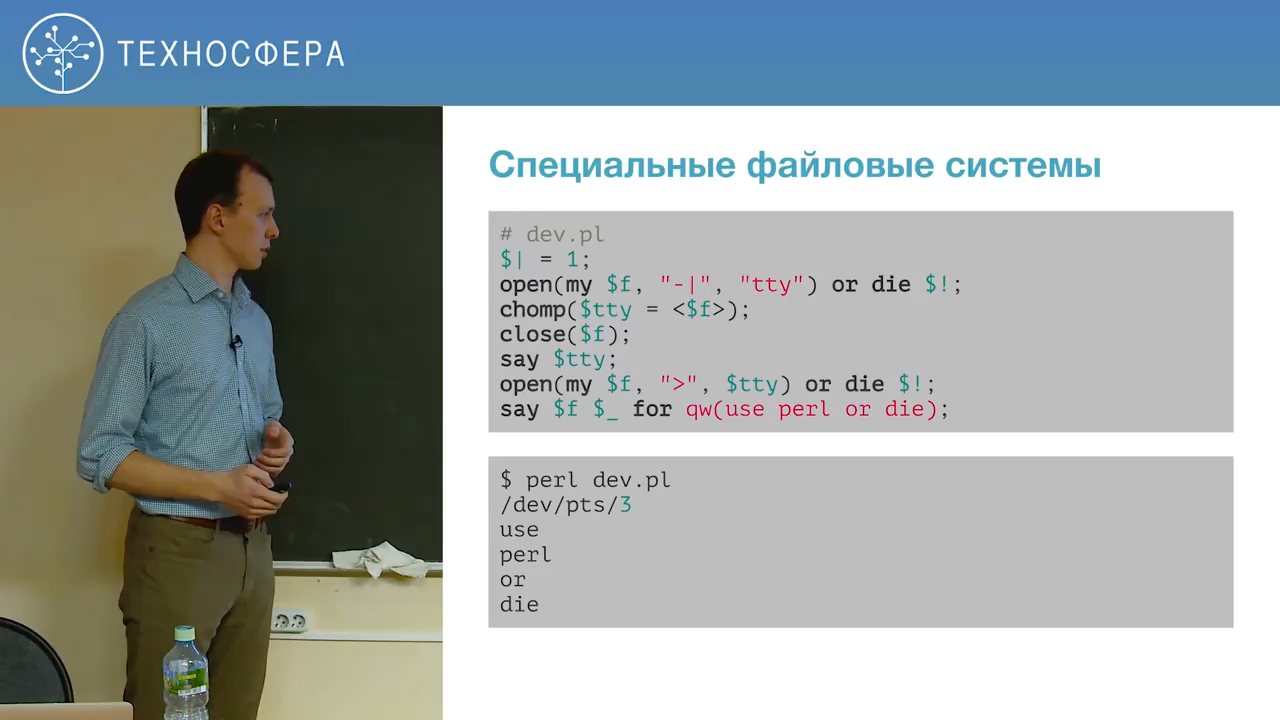 ТЕХНОСФЕРА
Специальные файловые системы
# dev.pl
$| = 1;
open(my $f, "-|", "tty") or die $!;
chomp($tty = <$f>);
close($f);
say $tty;
open(my $f, ">", $tty) or die $!;
say $f $_ for qw(use perl or die);
$ perl dev.pl
/dev/pts/3
use
perl
or
die